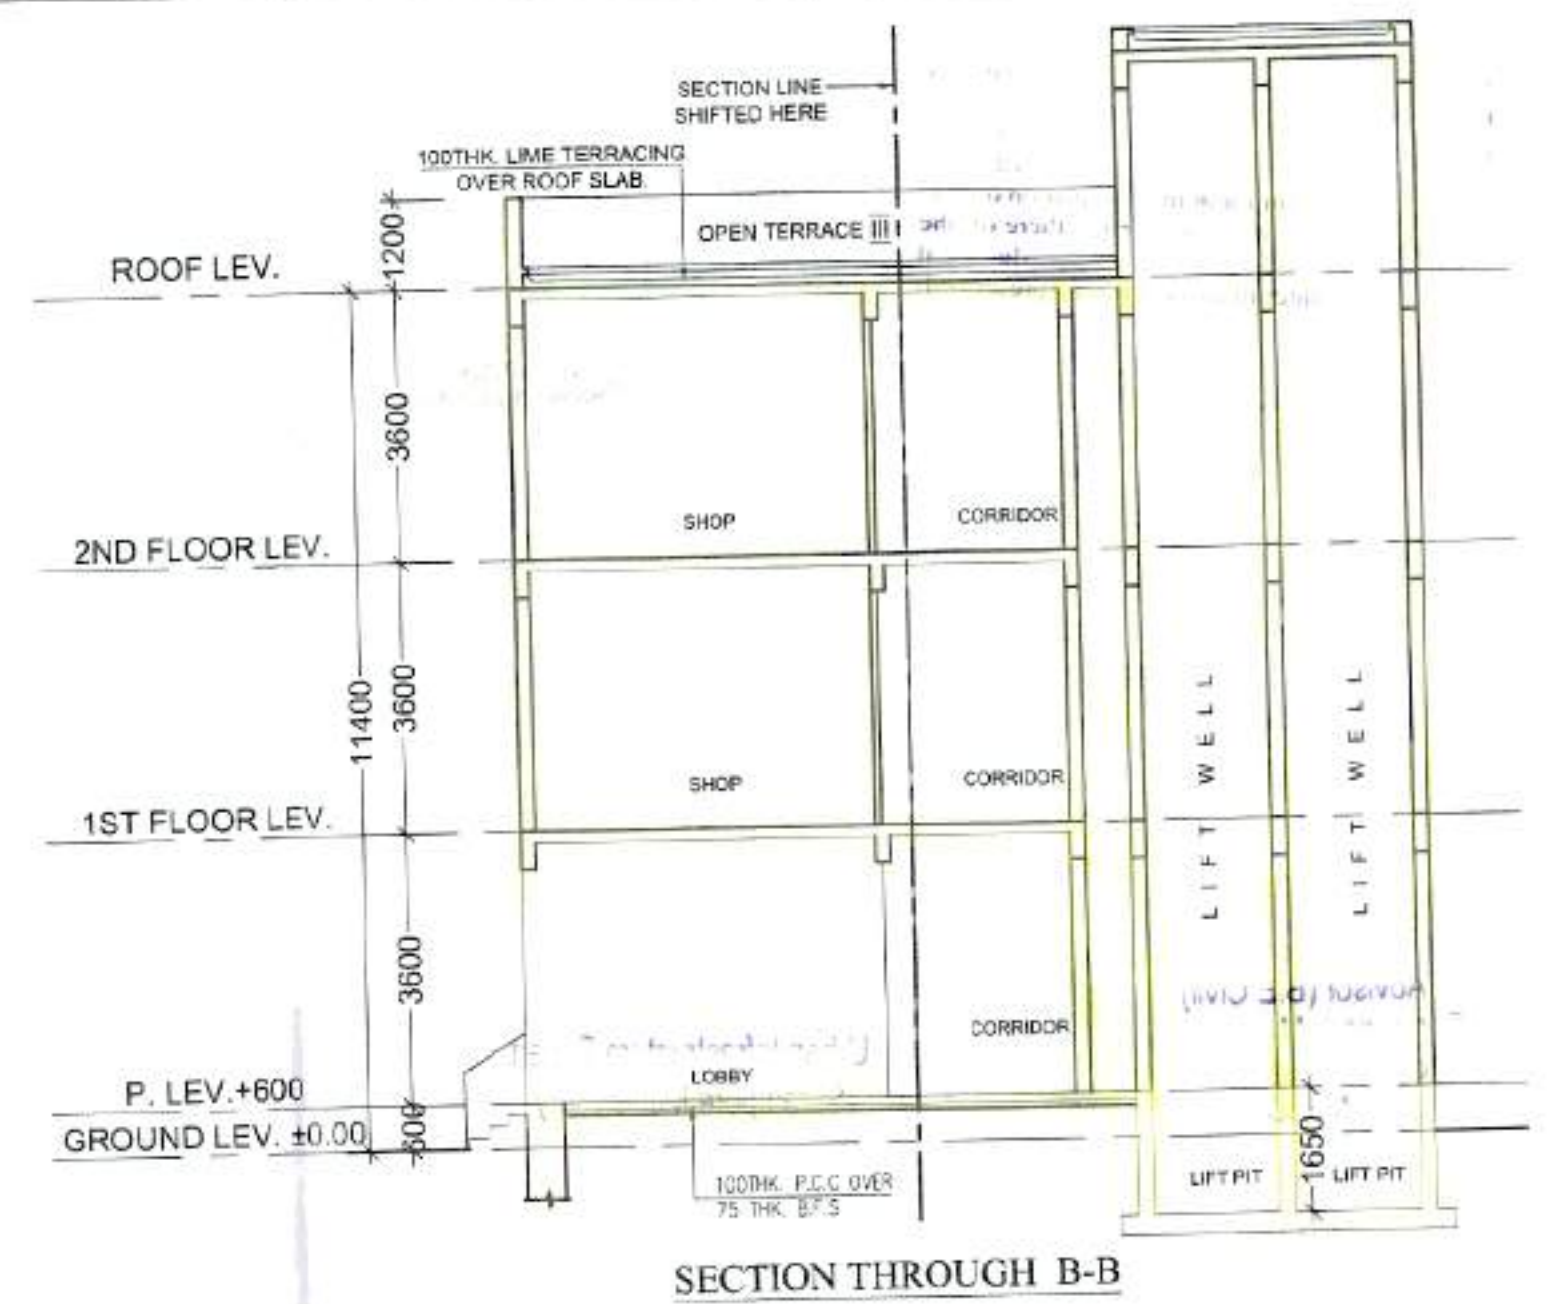 SECTION LINE
SHIFTED HERE
100THK. LIME TERRACING
OVER ROOF SLAB.
OPEN TERRACE III
1200
ROOF LEV.
3600
SHOP
CORRIDOR
2ND FLOOR LEV.
11400
3600
SHOP
CORRIDOR
1ST FLOOR LEV.
LIFT WELL
LIFT WELL
3600
CORRIDOR
LOBBY
P. LEV.+600
GROUND LEV. ±0.00
600
1650
LIFT PIT
LIFT PIT
100THK. P.C.C OVER
75 THK. B.F.S
SECTION THROUGH B-B